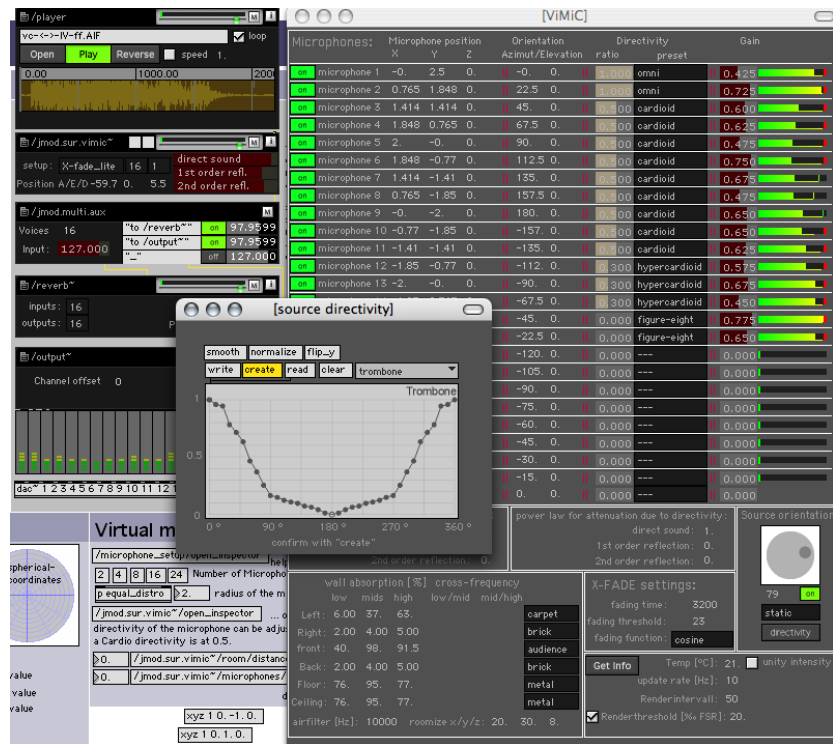 /player
M
i
vc-<->-IV-ff.AIF
loop
Open Play Reverse speed 1.
0.00 1000.00 200
/jmod.sur.vimic~
setup: X-fade_lite 16 1
direct sound
1st order refl.
2nd order refl.
Position A/E/D -59.7 0. 5.5
/jmod.multi.aux
M
Voices 16 "to /reverb~" on 97.9599
"to /output~" on 97.9599
Input: 127.000 "_" off 127.000
/reverb~
M
i
inputs: 16
outputs: 16
/output~
Channel offset 0
dac~ 1 2 3 4 5 6 7 8 9 10 11 12
[ViMiC]
Microphones: Microphone position Orientation Directivity Gain
X Y Z Azimut/Elevation ratio preset
on microphone 1 -0. 2.5 0. -0. 0. 1.000 omni 0.425
on microphone 2 0.765 1.848 0. 22.5 0. 1.000 omni 0.725
on microphone 3 1.414 1.414 0. 45. 0. 0.500 cardioid 0.600
on microphone 4 1.848 0.765 0. 67.5 0. 0.500 cardioid 0.625
on microphone 5 2. -0. 0. 90. 0. 0.500 cardioid 0.475
on microphone 6 1.848 -0.77 0. 112.5 0. 0.500 cardioid 0.750
on microphone 7 1.414 -1.41 0. 135. 0. 0.500 cardioid 0.675
on microphone 8 0.765 -1.85 0. 157.5 0. 0.500 cardioid 0.475
on microphone 9 -0. -2. 0. 180. 0. 0.500 cardioid 0.650
on microphone 10 -0.77 -1.85 0. -157. 0. 0.500 cardioid 0.650
on microphone 11 -1.41 -1.41 0. -135. 0. 0.500 cardioid 0.625
on microphone 12 -1.85 -0.77 0. -112. 0. 0.300 hypercardioid 0.575
on microphone 13 -2. -0. 0. -90. 0. 0.300 hypercardioid 0.675
-67.5 0. 0.300 hypercardioid 0.450
-45. 0. 0.000 figure-eight 0.775
-22.5 0. 0.000 figure-eight 0.650
-120. 0. 0.000 --- 0.000
-105. 0. 0.000 --- 0.000
-90. 0. 0.000 --- 0.000
-75. 0. 0.000 --- 0.000
-60. 0. 0.000 --- 0.000
-45. 0. 0.000 --- 0.000
-30. 0. 0.000 --- 0.000
-15. 0. 0.000 --- 0.000
0. 0. 0.000 --- 0.000
[source directivity]
smooth normalize flip_y
write create read clear trombone
Trombone
1
0.5
0
0 ° 90 ° 180 ° 270 ° 360 °
confirm with "create"
2nd order reflection: 0.
power law for
attenuation due to directivity:
direct sound: 1.
1st order reflection: 0.
2nd order reflection: 0.
Source orientation
79 on
static
directivity
wall absorption [%] cross-frequency
low mids high low/mid mid/high
Left: 6.00 37. 63. carpet
Right: 2.00 4.00 5.00 brick
front: 40. 98. 91.5 audience
Back: 2.00 4.00 5.00 brick
Floor: 76. 95. 77. metal
Ceiling: 76. 95. 77. metal
airfilter [Hz]: 10000 roomize x/y/z: 20. 30. 8.
X-FADE settings:
fading time: 3200
fading threshold: 23
fading function: cosine
Get Info Temp [°C]: 21. unity intensity
update rate [Hz]: 10
Renderintervall: 50
Renderthreshold [‰ FSR]: 20.
Virtual m
/microphone_setup/open_inspector
help
2 4 8 16 24 Number of Micropho
p equal_distro 2. radius of the m
/jmod.sur.vimic~/open_inspector ... o
directivity of the microphone can be adju
a Cardio directivity is at 0.5.
0. /jmod.sur.vimic~/room/distanc
0. /jmod.sur.vimic~/microphones/
spherical-
coordinates
value
value
value
xyz 1 0. -1. 0.
xyz 1 0. 1. 0.